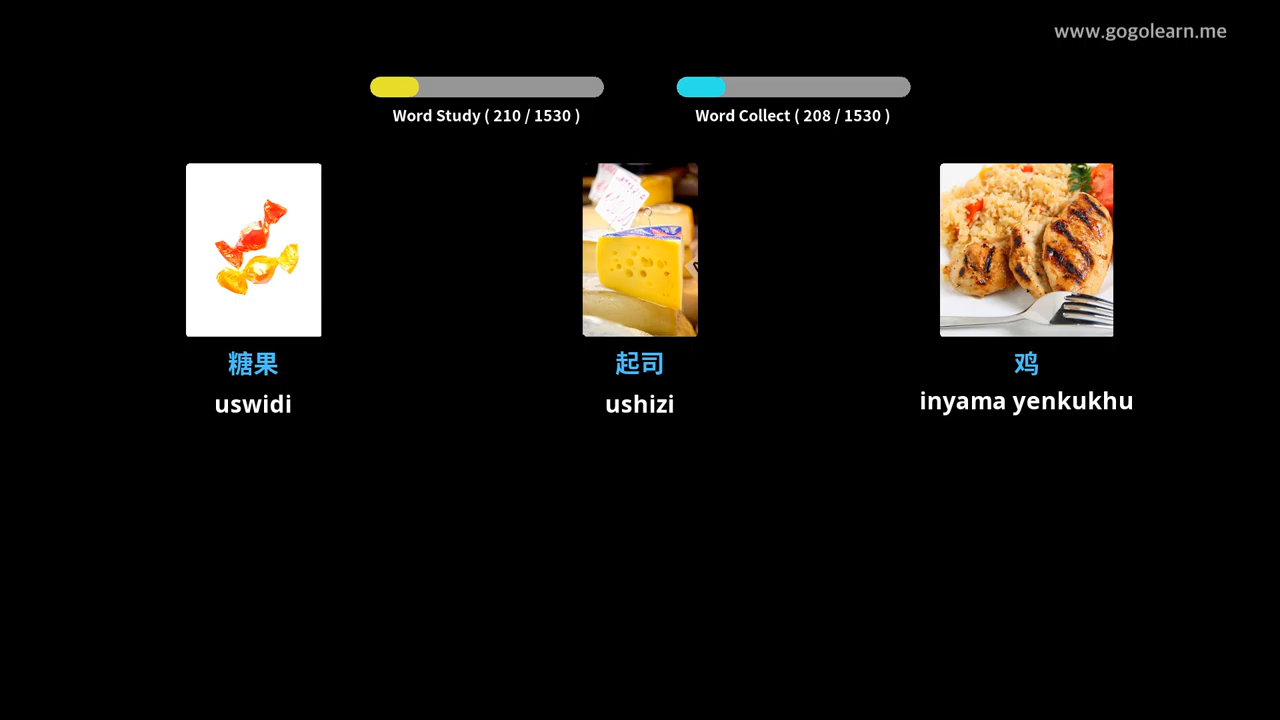 www.gogolearn.me
Word Study ( 210 / 1530 )
Word Collect ( 208 / 1530 )
糖果
起司
鸡
uswidi
ushizi
inyama yenkukhu